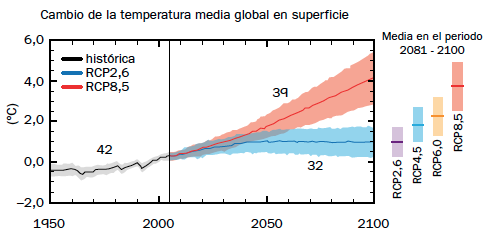 Cambio de la temperatura media global en superficie
Media en el periodo
2081 - 2100
6,0
4,0
2,0
0,0
−2,0
(°C)
histórica
RCP2,6
RCP8,5
42
39
32
1950
2000
2050
2100
RCP2,6
RCP4,5
RCP6,0
RCP8,5